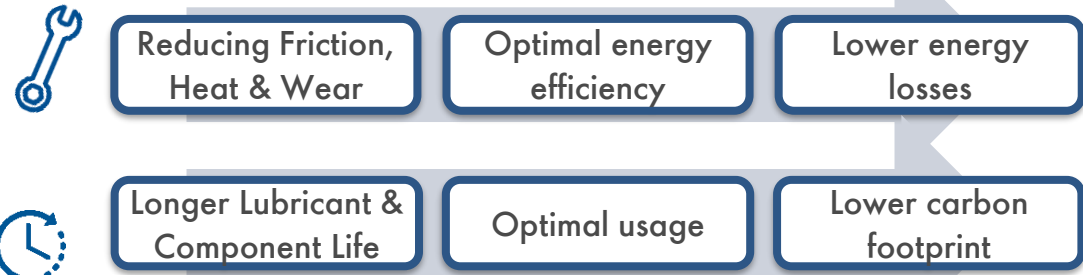 Reducing Friction,
Heat & Wear
Optimal energy
efficiency
Lower energy
losses
Longer Lubricant &
Component Life
Optimal usage
Lower carbon
footprint